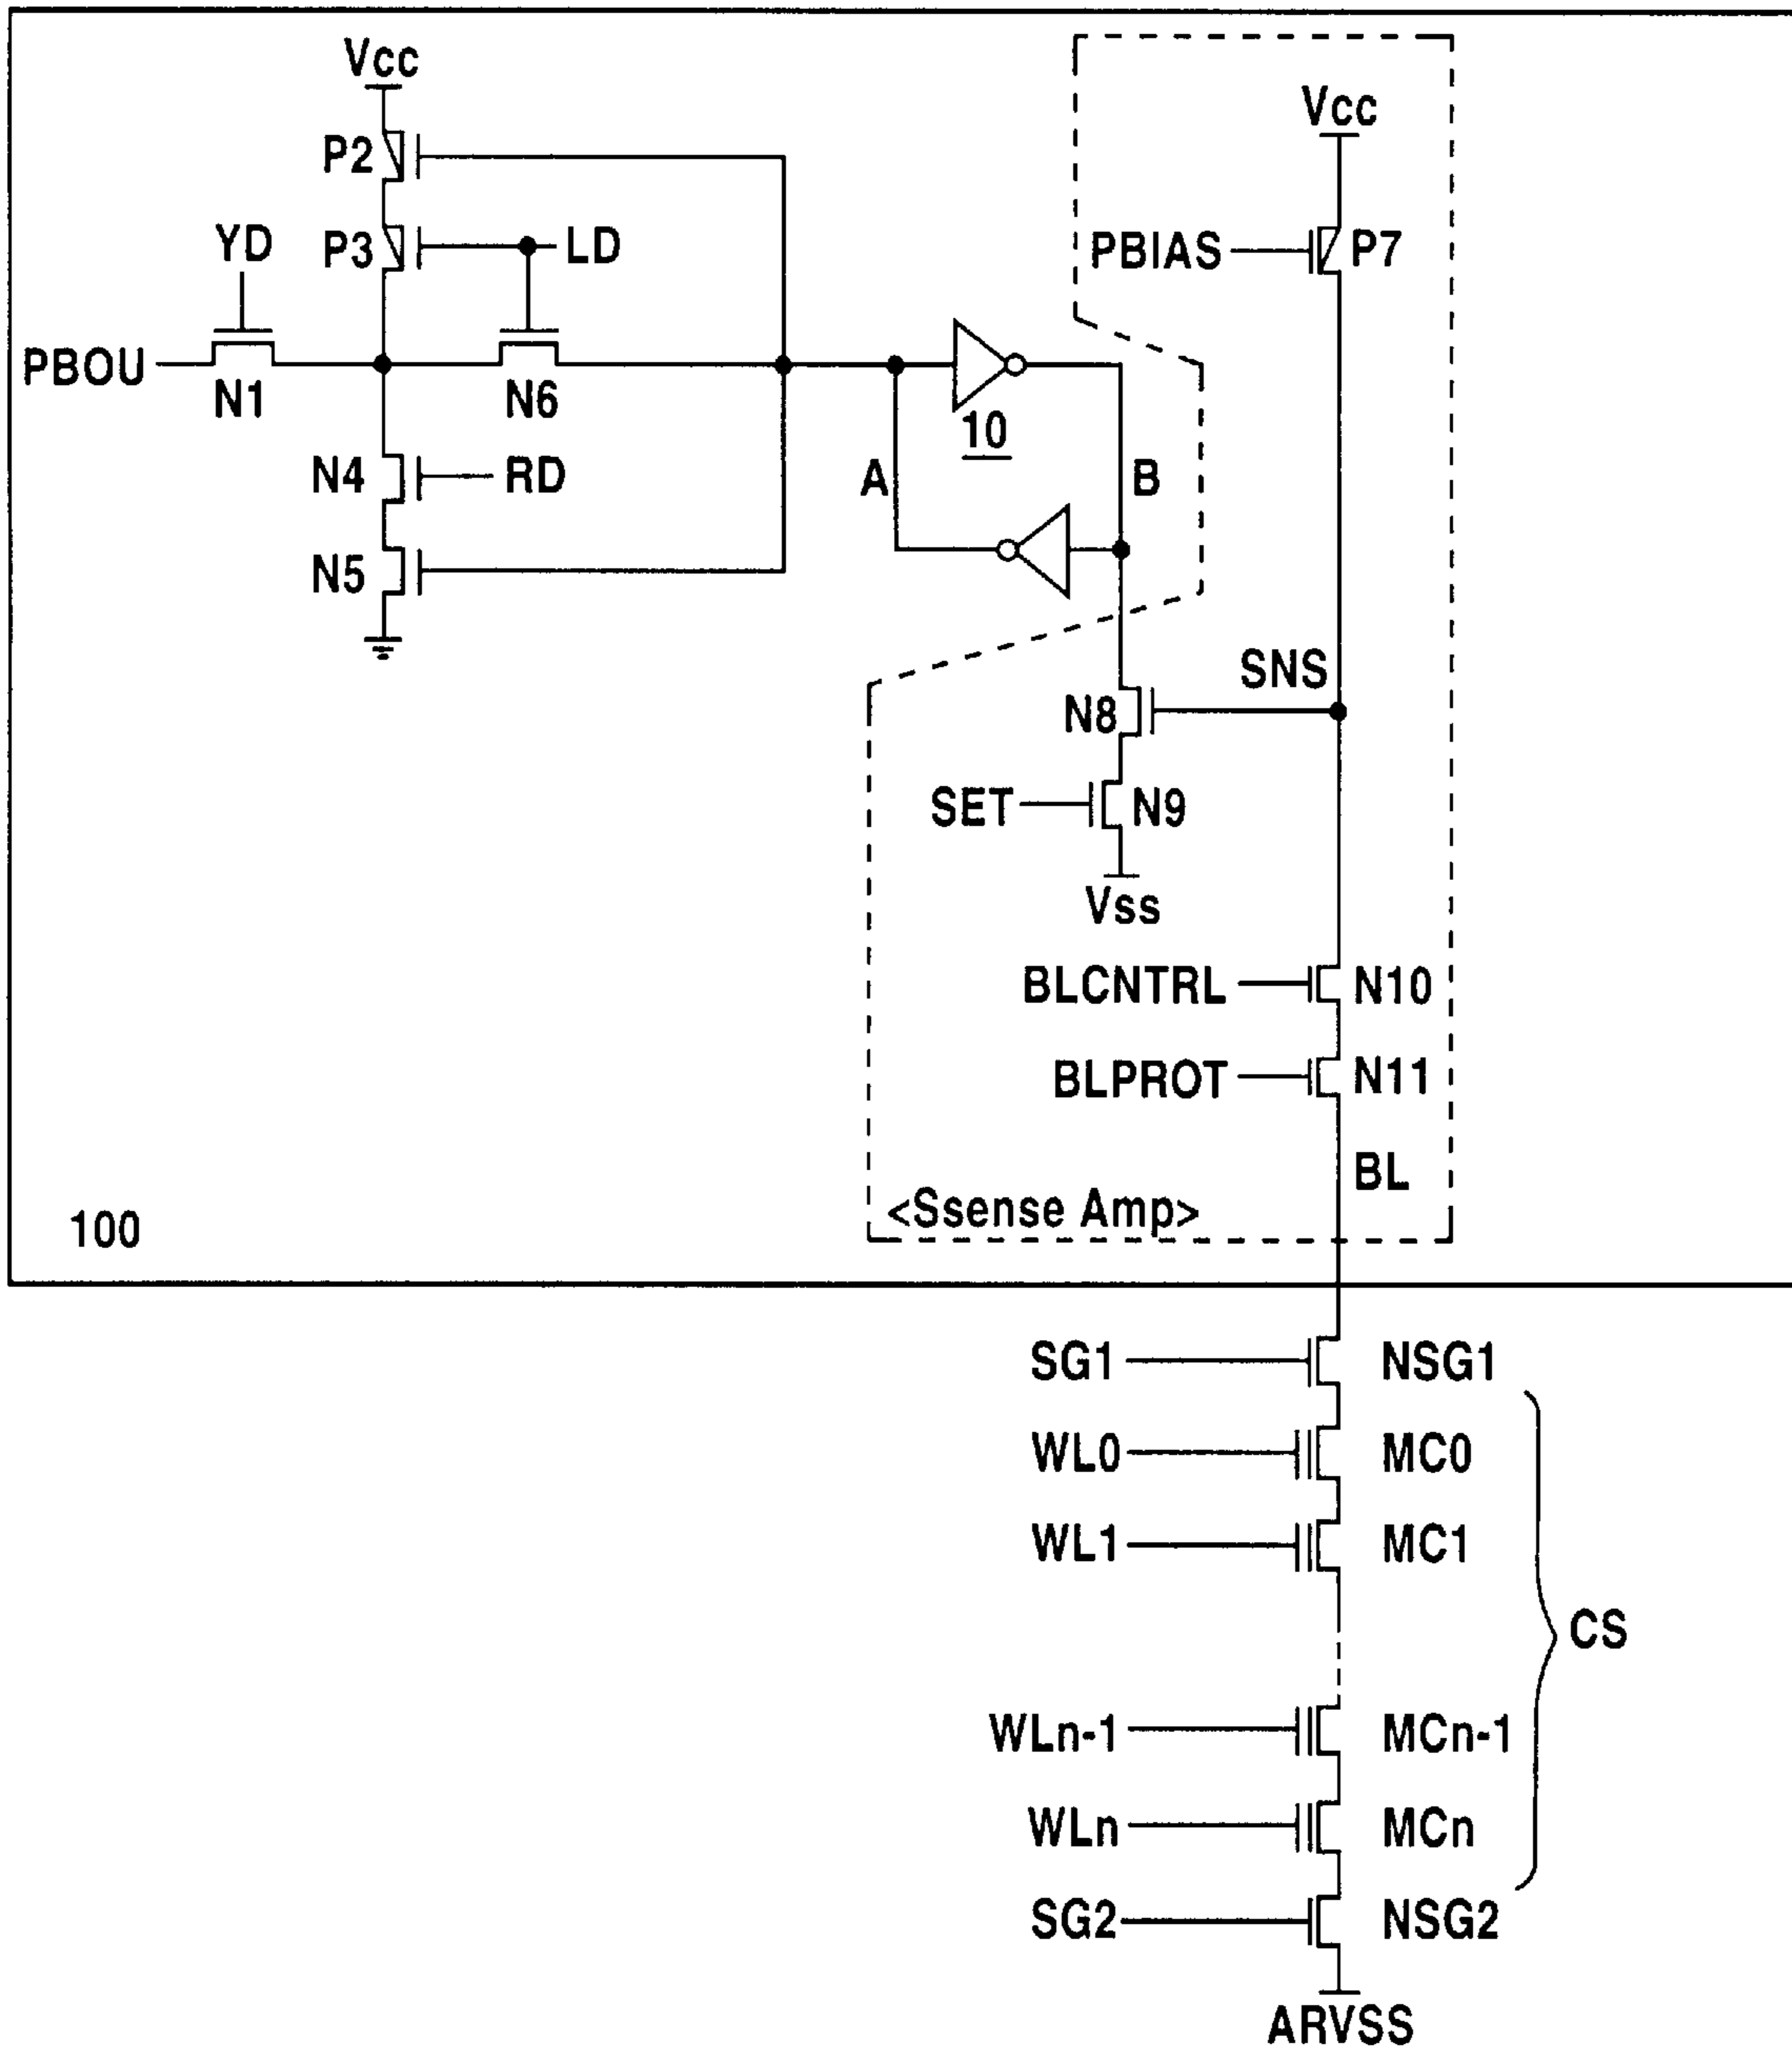 Vcc
Vcc
P2
YD
P3
LD
PBIAS
P7
PBOU
N1
N6
10
N4
RD
A
B
N5
SNS
N8
SET
N9
Vss
BLCNTRL
N10
BLPROT
N11
BL
<Ssense Amp>
100
SG1
NSG1
WL0
MC0
WL1
MC1
CS
WLn-1
MCn-1
WLn
MCn
SG2
NSG2
ARVSS